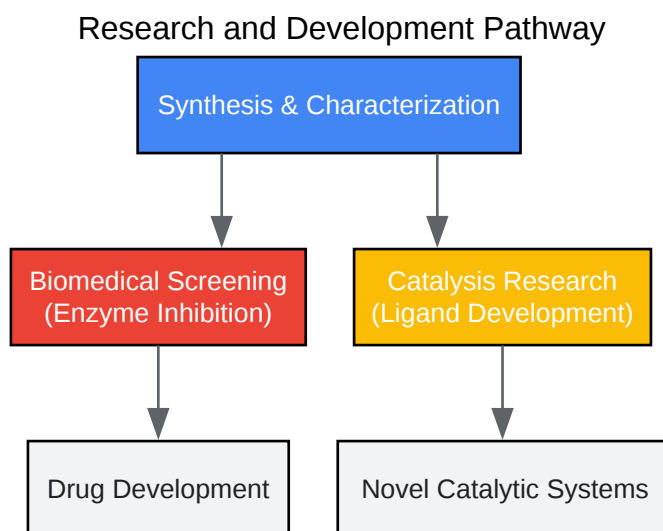 Research and Development Pathway
Synthesis & Characterization
Biomedical Screening
(Enzyme Inhibition)
Catalysis Research
(Ligand Development)
Drug Development
Novel Catalytic Systems